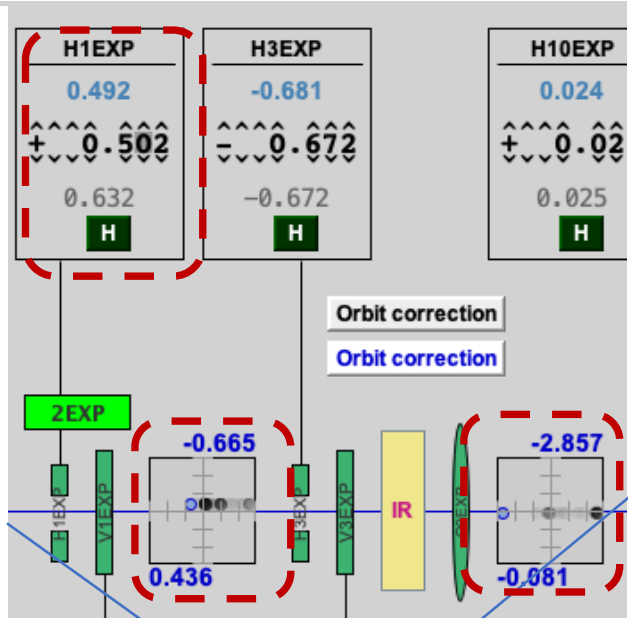 H1EXP
0.492
+ 0.502
0.632
H
H3EXP
-0.681
- 0.672
-0.672
H
H10EXP
0.024
+ 0.02
0.025
H
Orbit correction
Orbit correction
2EXP
-0.665
-2.857
H1EXP
V1EXP
H3EXP
V3EXP
IR
0.436
-0.081